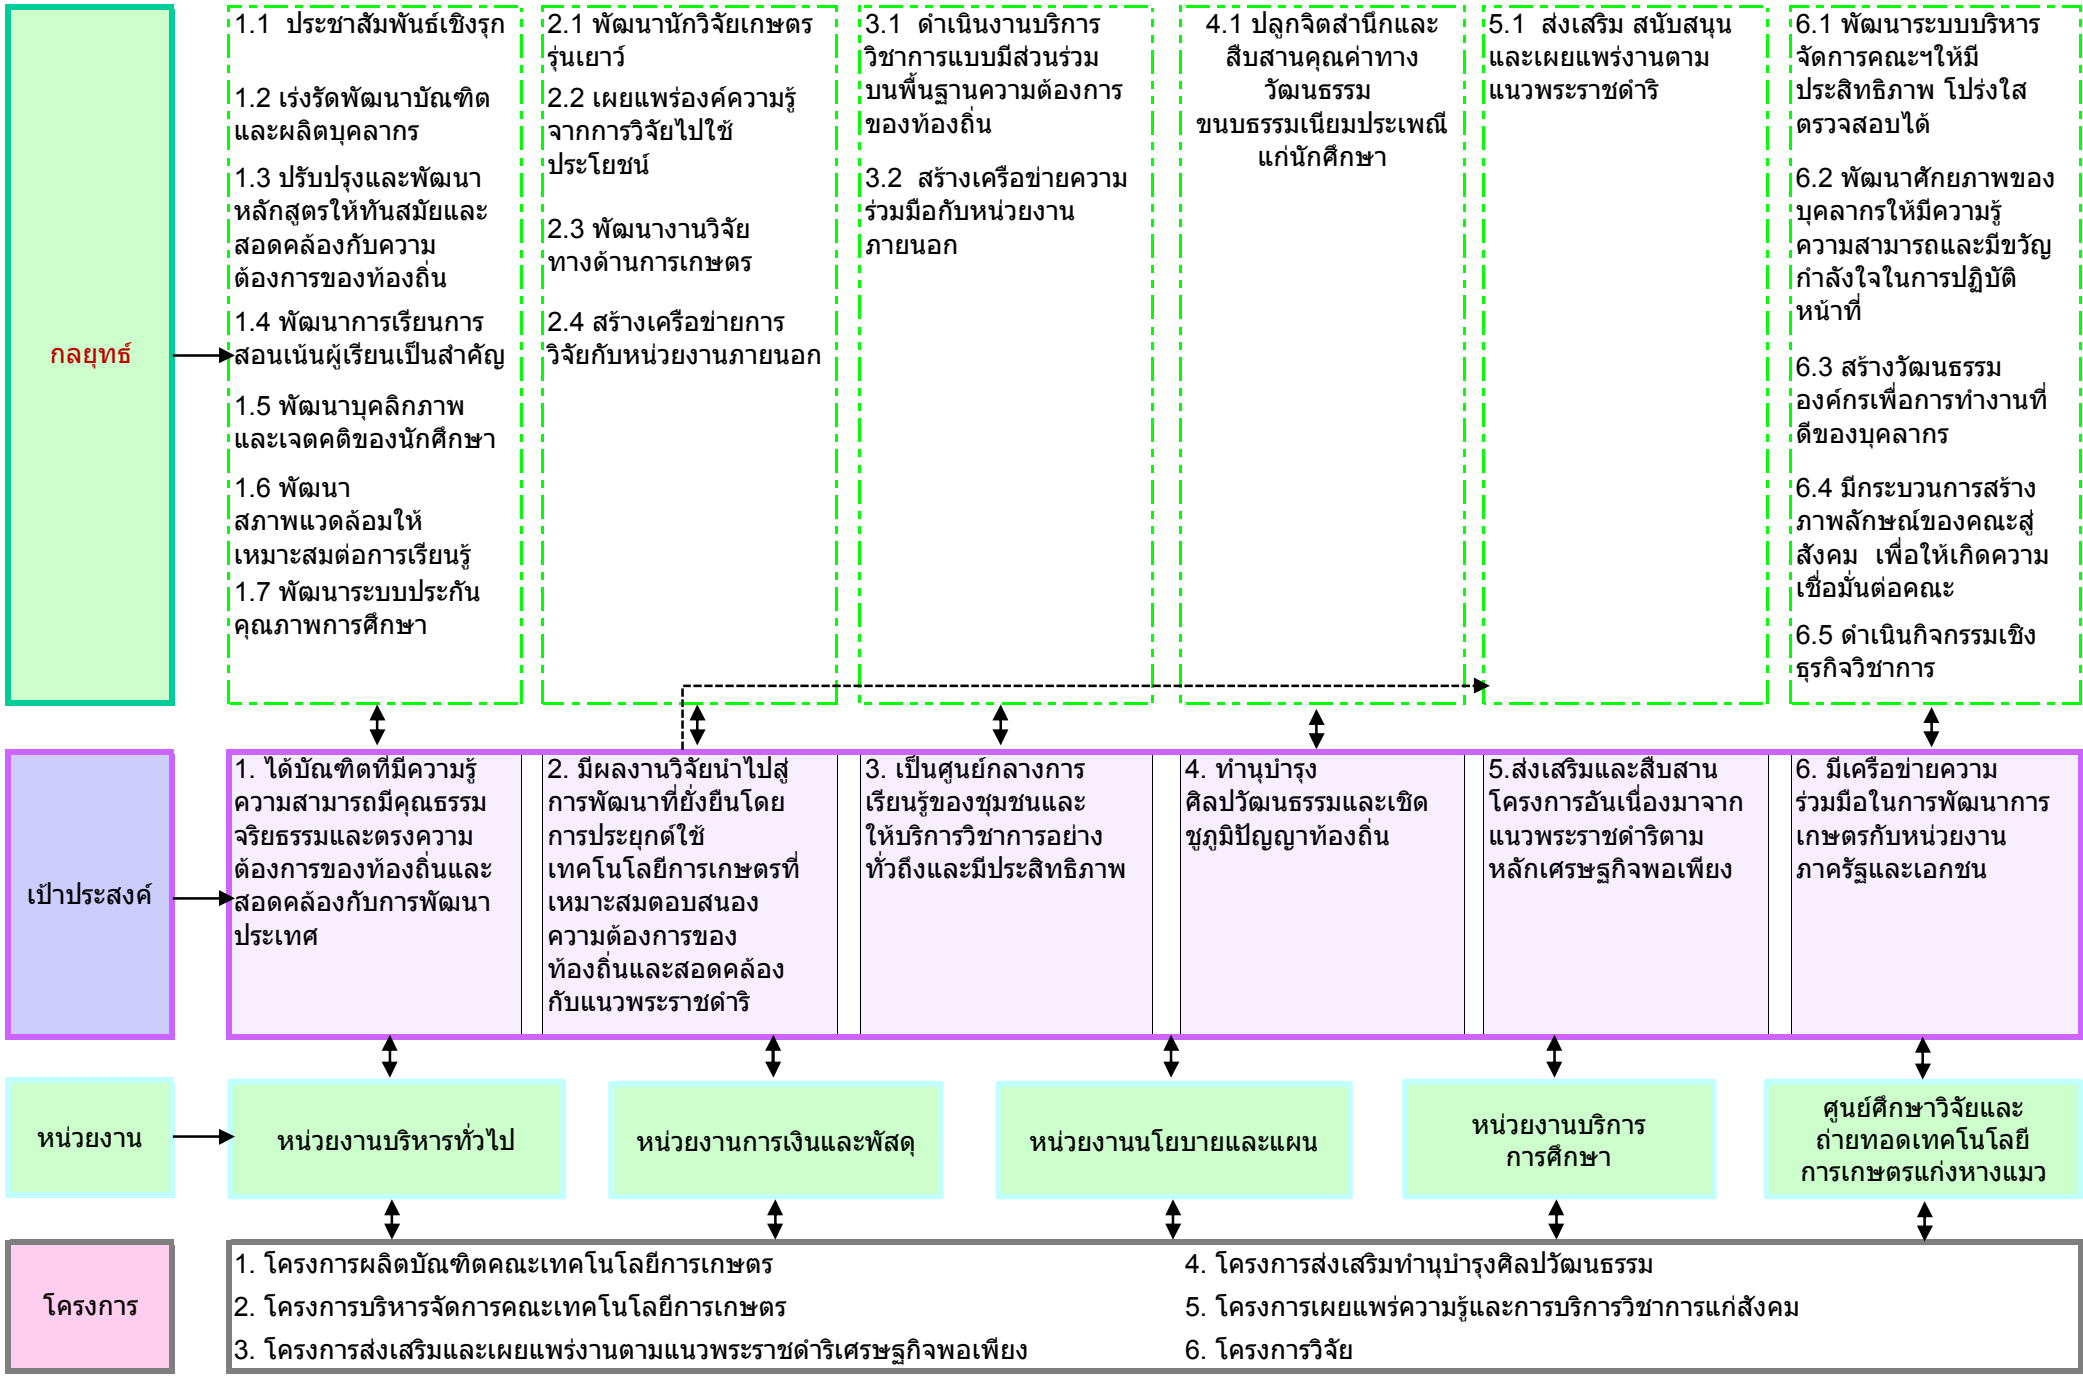 กลยุทธ์
1.1 ประชาสัมพันธ์เชิงรุก
1.2 เร่งรัดพัฒนาบัณฑิต
และผลิตบุคลากร
1.3 ปรับปรุงและพัฒนา
หลักสูตรให้ทันสมัยและ
สอดคล้องกับความ
ต้องการของท้องถิ่น
1.4 พัฒนาการเรียนการ
สอนเน้นผู้เรียนเป็นสำคัญ
1.5 พัฒนาบุคลิกภาพ
และเจตคติของนักศึกษา
1.6 พัฒนา
สภาพแวดล้อมให้
เหมาะสมต่อการเรียนรู้
1.7 พัฒนาระบบประกัน
คุณภาพการศึกษา
2.1 พัฒนานักวิจัยเกษตร
รุ่นเยาว์
2.2 เผยแพร่องค์ความรู้
จากการวิจัยไปใช้
ประโยชน์
2.3 พัฒนางานวิจัย
ทางด้านการเกษตร
2.4 สร้างเครือข่ายการ
วิจัยกับหน่วยงานภายนอก
3.1 ดำเนินงานบริการ
วิชาการแบบมีส่วนร่วม
บนพื้นฐานความต้องการ
ของท้องถิ่น
3.2 สร้างเครือข่ายความ
ร่วมมือกับหน่วยงาน
ภายนอก
4.1 ปลูกจิตสำนึกและ
สืบสานคุณค่าทาง
วัฒนธรรม
ขนบธรรมเนียมประเพณี
แก่นักศึกษา
5.1 ส่งเสริม สนับสนุน
และเผยแพร่งานตาม
แนวพระราชดำริ
6.1 พัฒนาระบบบริหาร
จัดการคณะฯให้มี
ประสิทธิภาพ โปร่งใส
ตรวจสอบได้
6.2 พัฒนาศักยภาพของ
บุคลากรให้มีความรู้
ความสามารถและมีขวัญ
กำลังใจในการปฏิบัติ
หน้าที่
6.3 สร้างวัฒนธรรม
องค์กรเพื่อการทำงานที่
ดีของบุคลากร
6.4 มีกระบวนการสร้าง
ภาพลักษณ์ของคณะสู่
สังคม เพื่อให้เกิดความ
เชื่อมั่นต่อคณะ
6.5 ดำเนินกิจกรรมเชิง
ธุรกิจวิชาการ
เป้าประสงค์
1. ได้บัณฑิตที่มีความรู้
ความสามารถมีคุณธรรม
จริยธรรมและตรงความ
ต้องการของท้องถิ่นและ
สอดคล้องกับการพัฒนา
ประเทศ
2. มีผลงานวิจัยนำไปสู่
การพัฒนาที่ยั่งยืนโดย
การประยุกต์ใช้
เทคโนโลยีการเกษตรที่
เหมาะสมตอบสนอง
ความต้องการของ
ท้องถิ่นและสอดคล้อง
กับแนวพระราชดำริ
3. เป็นศูนย์กลางการ
เรียนรู้ของชุมชนและ
ให้บริการวิชาการอย่าง
ทั่วถึงและมีประสิทธิภาพ
4. ทำนุบำรุง
ศิลปวัฒนธรรมและเชิด
ชูภูมิปัญญาท้องถิ่น
5.ส่งเสริมและสืบสาน
โครงการอันเนื่องมาจาก
แนวพระราชดำริตาม
หลักเศรษฐกิจพอเพียง
6. มีเครือข่ายความ
ร่วมมือในการพัฒนาการ
เกษตรกับหน่วยงาน
ภาครัฐและเอกชน
หน่วยงาน
หน่วยงานบริหารทั่วไป
หน่วยงานการเงินและพัสดุ
หน่วยงานนโยบายและแผน
หน่วยงานบริการ
การศึกษา
ศูนย์ศึกษาวิจัยและ
ถ่ายทอดเทคโนโลยี
การเกษตรแก่งหางแมว
โครงการ
1. โครงการผลิตบัณฑิตคณะเทคโนโลยีการเกษตร
2. โครงการบริหารจัดการคณะเทคโนโลยีการเกษตร
3. โครงการส่งเสริมและเผยแพร่งานตามแนวพระราชดำริเศรษฐกิจพอเพียง
4. โครงการส่งเสริมทำนุบำรุงศิลปวัฒนธรรม
5. โครงการเผยแพร่ความรู้และการบริการวิชาการแก่สังคม
6. โครงการวิจัย